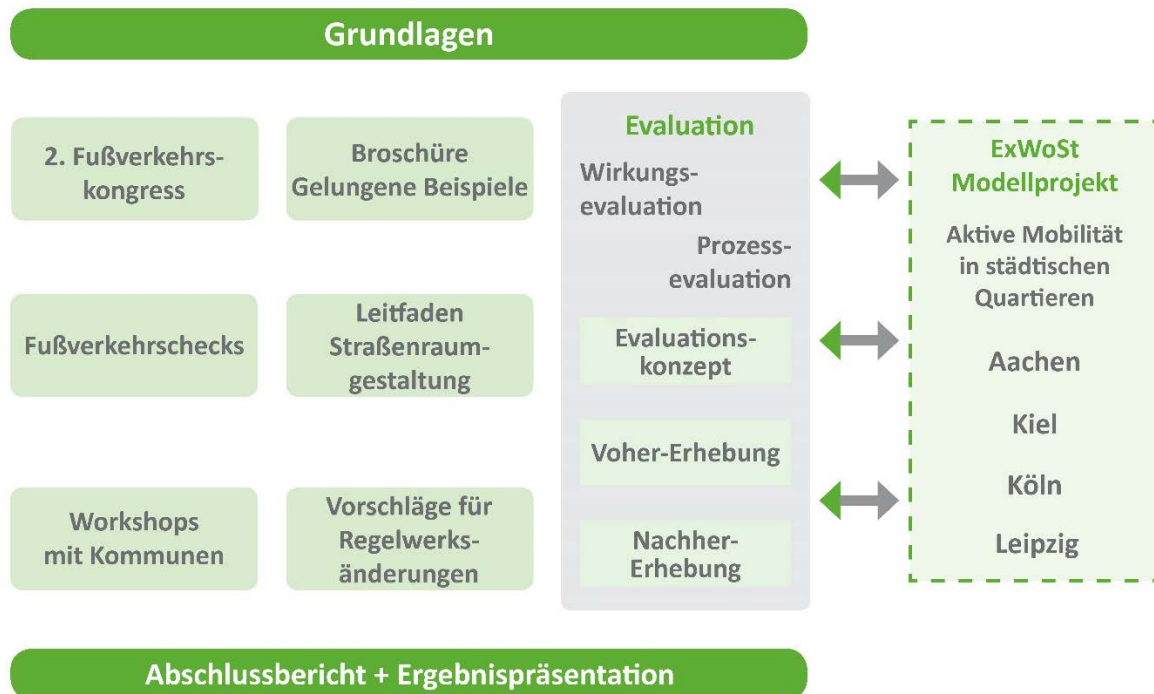 Grundlagen
2. Fußverkehrs-
kongress
Broschüre
Gelungene Beispiele
Fußverkehrschecks
Leitfaden
Straßenraum-
gestaltung
Workshops
mit Kommunen
Vorschläge für
Regelwerks-
änderungen
Evaluation
Wirkungs-
evaluation
Prozess-
evaluation
Evaluations-
konzept
Voher-Erhebung
Nachher-
Erhebung
ExWoSt
Modellprojekt
Aktive Mobilität
in städtischen
Quartieren
Aachen
Kiel
Köln
Leipzig
Abschlussbericht + Ergebnispräsentation